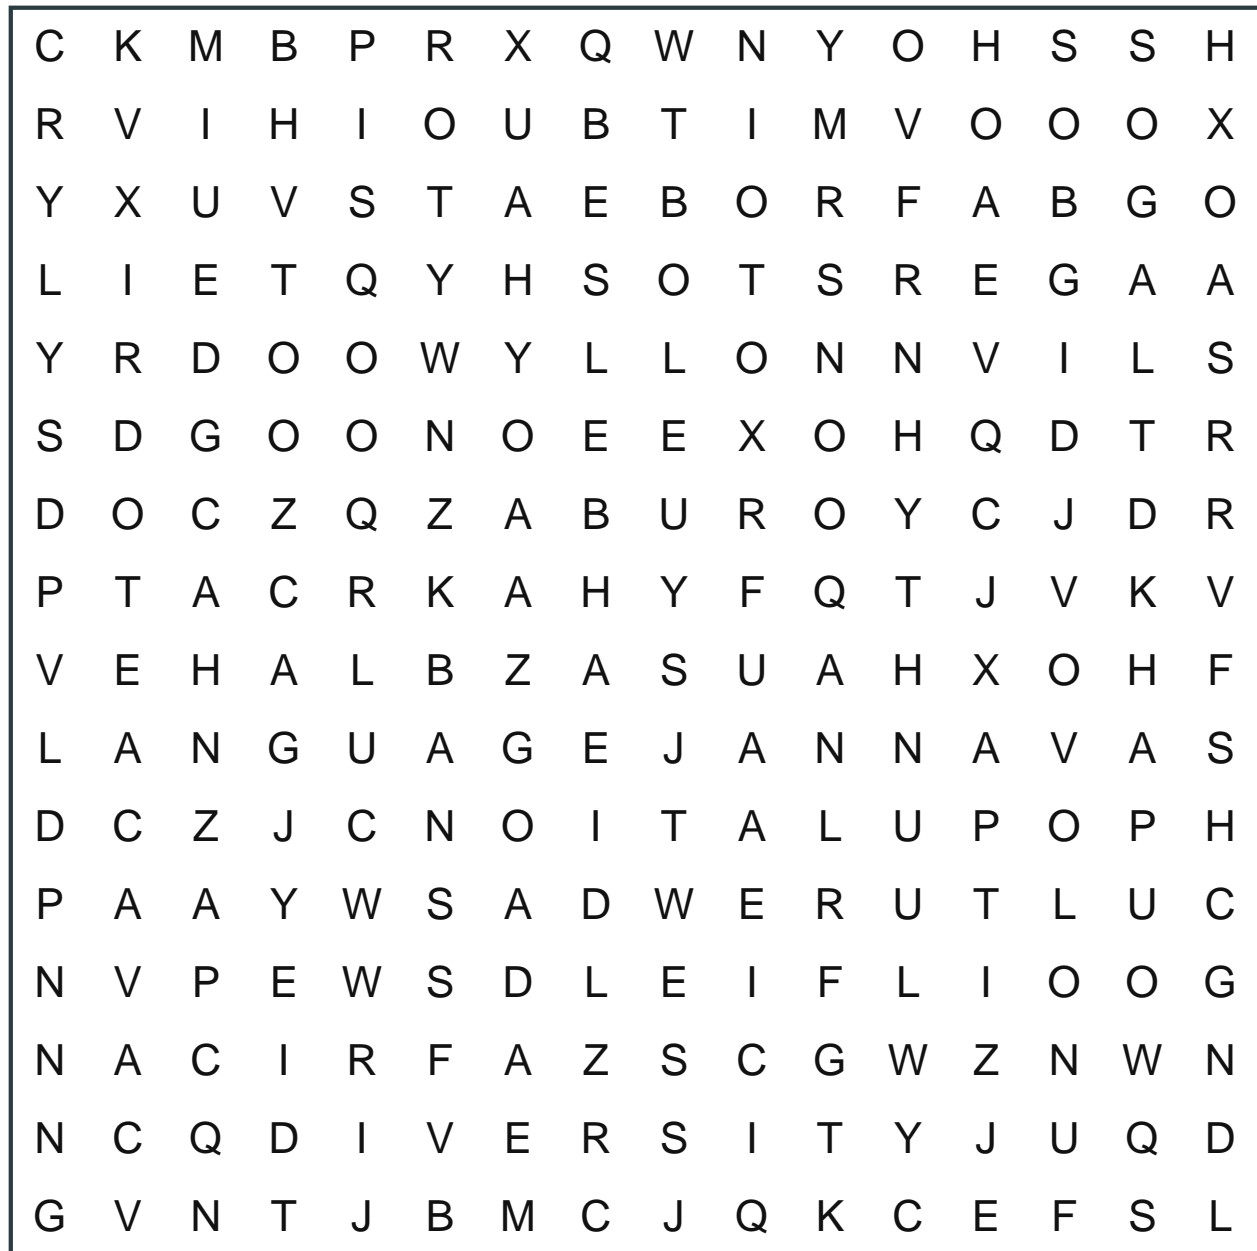 C K M B P R X Q W N Y O H S S H
R V I H I O U B T I M V O O O X
Y X U V S T A E B O R F A B G O
L I E T Q Y H S O T S R E G A A
Y R D O O W Y L L O N N V I L S
S D G O O N O E E X O H Q D T R
D O C Z Q Z A B U R O Y C J D R
P T A C R K A H Y F Q T J V K V
V E H A L B Z A S U A H X O H F
L A N G U A G E J A N N A V A S
D C Z J C N O I T A L U P O P H
P A A Y W S A D W E R U T L U C
N V P E W S D L E I F L I O O G
N A C I R F A Z S C G W Z N W N
N C Q D I V E R S I T Y J U Q D
G V N T J B M C J Q K C E F S L